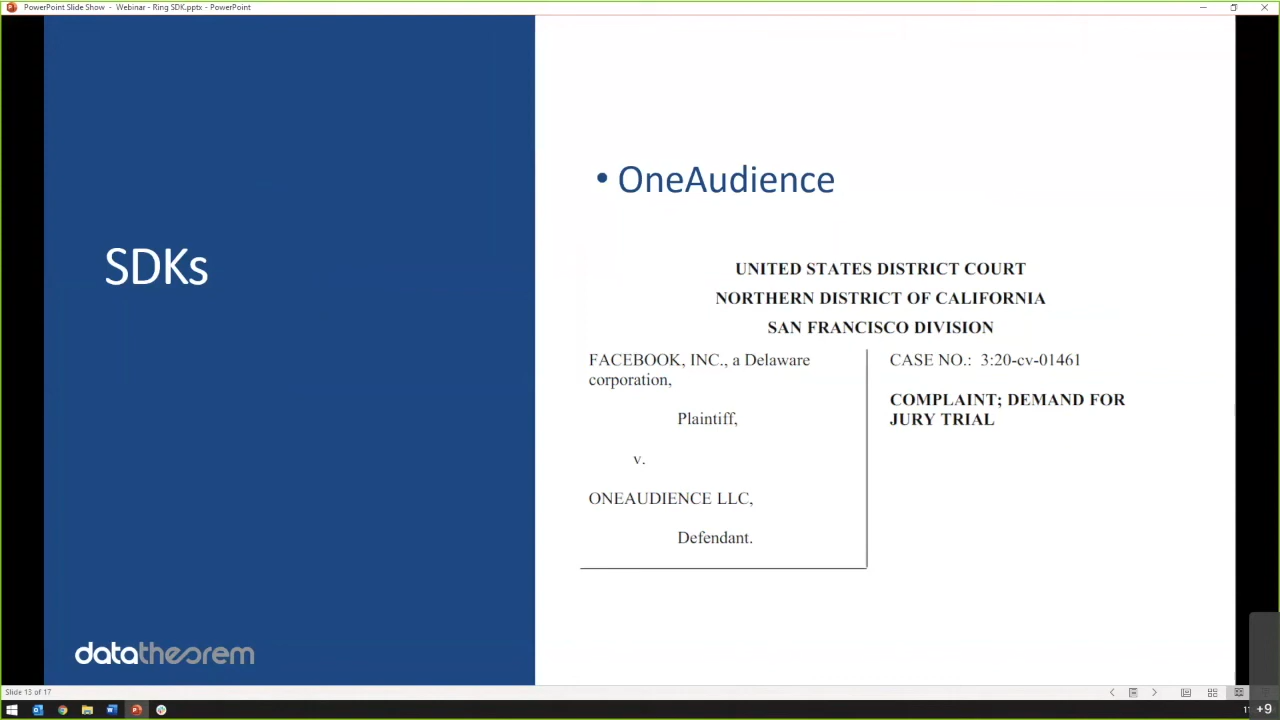 PowerPoint Slide Show - Webinar - Ring SDK.pptx - PowerPoint
SDKs
• OneAudience
UNITED STATES DISTRICT COURT
NORTHERN DISTRICT OF CALIFORNIA
SAN FRANCISCO DIVISION
FACEBOOK, INC., a Delaware
corporation,
Plaintiff,
v.
ONEAUDIENCE LLC,
Defendant.
CASE NO.: 3:20-cv-01461
COMPLAINT; DEMAND FOR
JURY TRIAL
datatheorem
Slide 13 of 17
+9